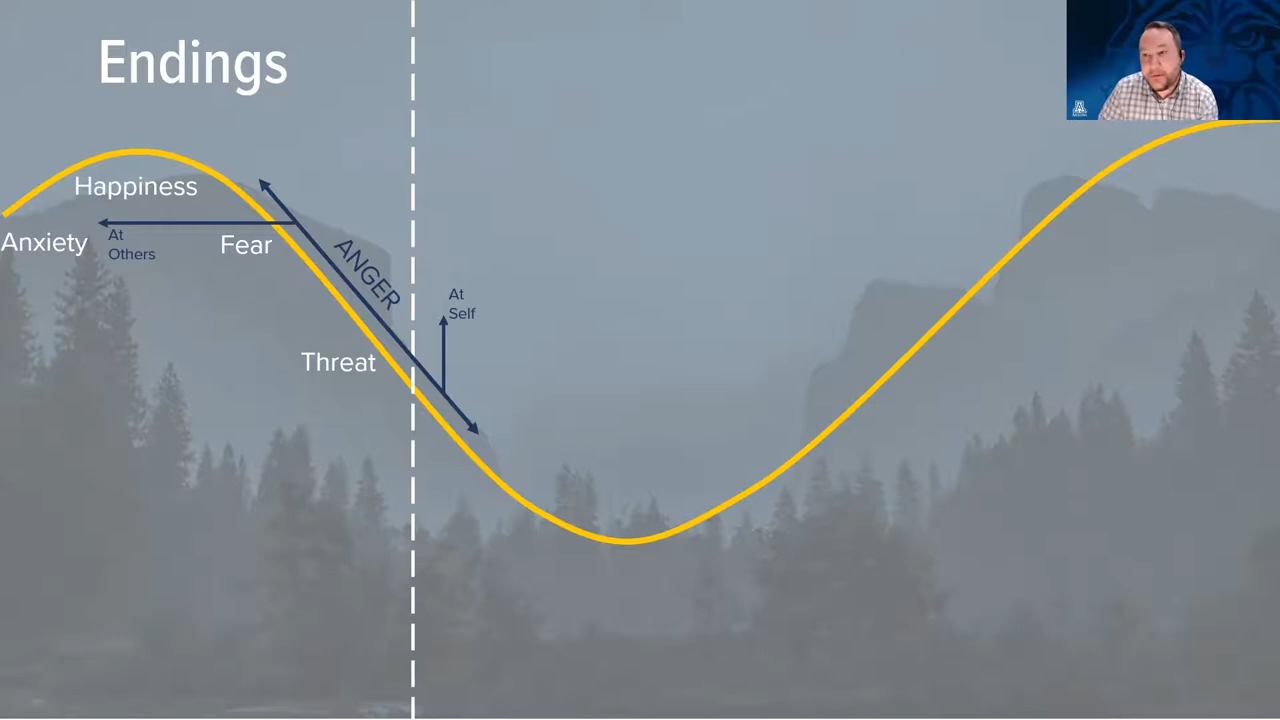 Endings
Happiness
Anxiety
At
Others
Fear
ANGER
At
Self
Threat